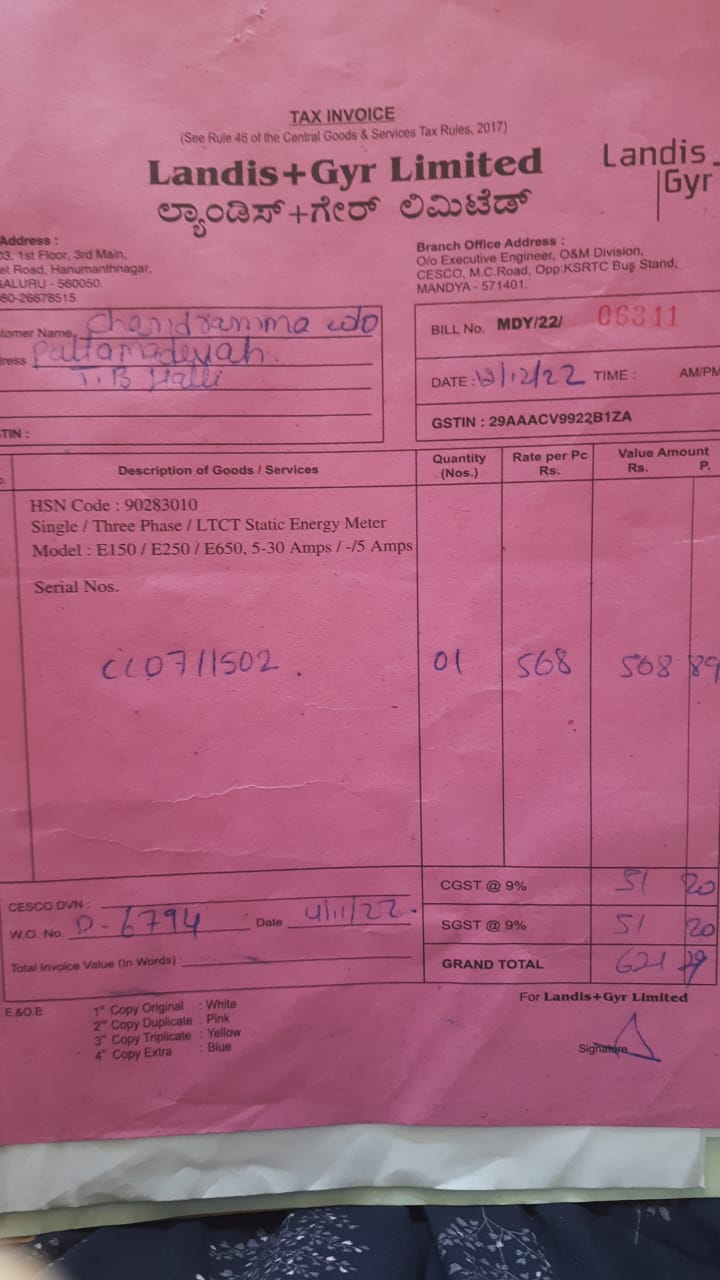 TAX INVOICE
(See Rule 46 of the Central Goods & Services Tax Rules, 2017)
Landis+Gyr Limited
ಲ್ಯಾಂಡಿಸ್+ಗೇರ್ ಲಿಮಿಟೆಡ್
Landis
Gyr
Address :
03, 1st Floor, 3rd Main,
et Road, Hanumanthnagar,
GALURU - 560050.
80-26678515
Branch Office Address :
O/o Executive Engineer, O&M Division,
CESCO, M.C.Road, Opp:KSRTC Bus Stand,
MANDYA - 571401.
tomer Name Chandramma w/o
ress
T.B Halli
TIN :
BILL No. MDY/22/ 06311
DATE : 12/22 TIME : AM/PM
GSTIN : 29AAACV9922B1ZA
Description of Goods / Services Quantity (Nos.) Rate per Pc Rs. Value Amount Rs. P.
HSN Code : 90283010
Single / Three Phase / LTCT Static Energy Meter
Model : E150 / E250 / E650, 5-30 Amps / -/5 Amps
Serial Nos.
CC0711502 01 568 568 89
CGST @ 9% 51 20
SGST @ 9% 51 20
GRAND TOTAL 621
CESCO DVN :
W.O. No. D-6794 Date 4/11/22
Total Invoice Value (In Words) :
E.&O.E.
1st Copy Original : White
2nd Copy Duplicate : Pink
3rd Copy Triplicate : Yellow
4th Copy Extra : Blue
For Landis+Gyr Limited
Signature